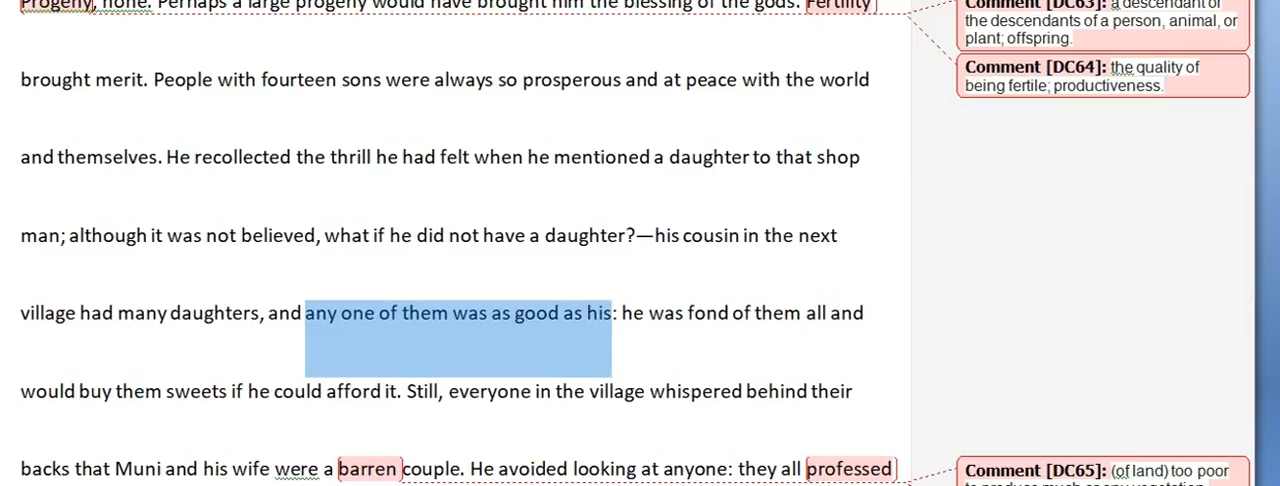 Progeny, none. Perhaps a large progeny would have brought him the blessing of the gods. Fertility
brought merit. People with fourteen sons were always so prosperous and at peace with the world
and themselves. He recollected the thrill he had felt when he mentioned a daughter to that shop
man; although it was not believed, what if he did not have a daughter?—his cousin in the next
village had many daughters, and any one of them was as good as his: he was fond of them all and
would buy them sweets if he could afford it. Still, everyone in the village whispered behind their
backs that Muni and his wife were a barren couple. He avoided looking at anyone: they all professed
Comment [DC63]: a descendant or
the descendants of a person, animal, or
plant; offspring.
Comment [DC64]: the quality of
being fertile; productiveness.
Comment [DC65]: (of land) too poor
to produce much or any vegetation